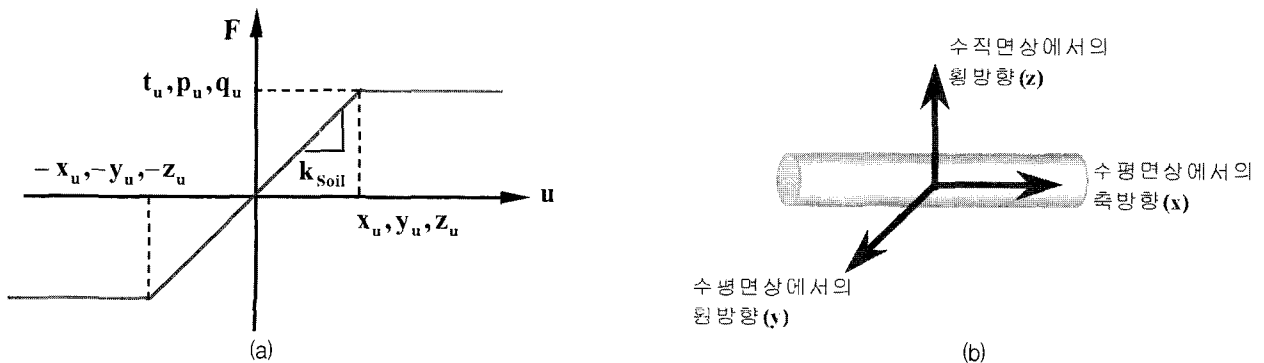 F
t_u, p_u, q_u
k_Soil
-x_u, -y_u, -z_u
u
x_u, y_u, z_u
(a)
수직면상에서의
횡방향(z)
수평면상에서의
축방향(x)
수평면상에서의
횡방향(y)
(b)